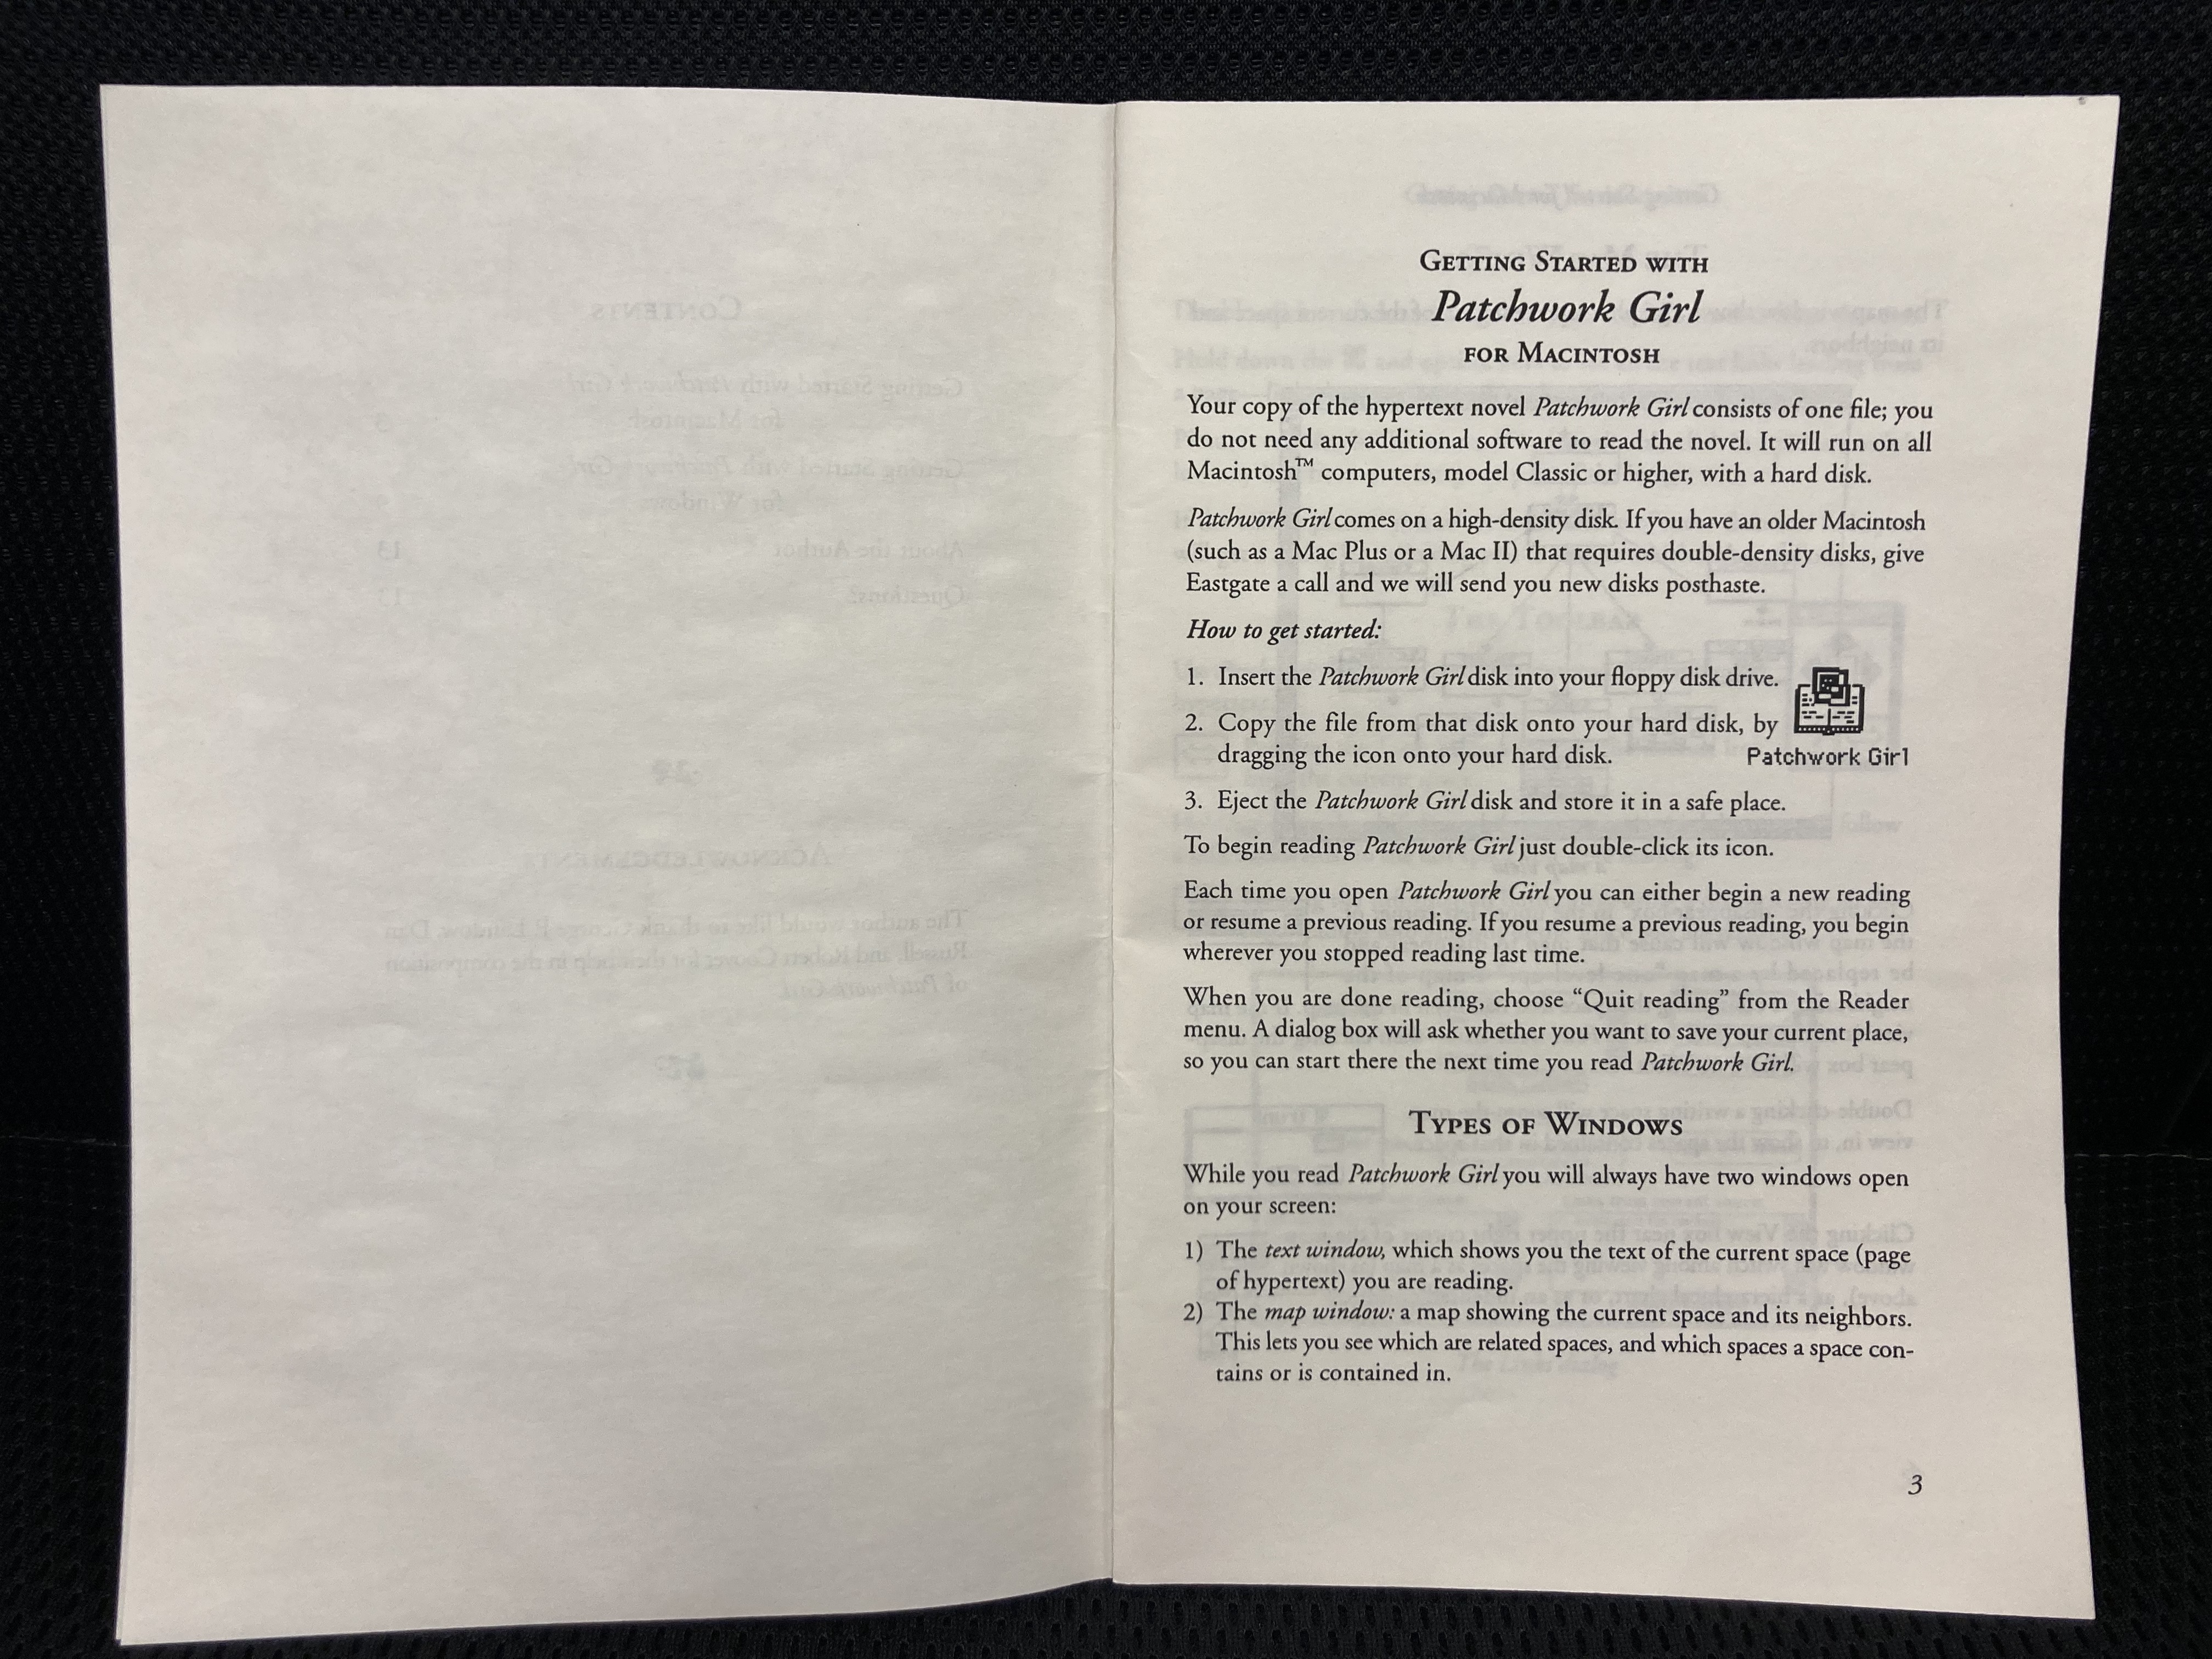 GETTING STARTED WITH
Patchwork Girl
FOR MACINTOSH
Your copy of the hypertext novel Patchwork Girl consists of one file; you
do not need any additional software to read the novel. It will run on all
Macintosh™ computers, model Classic or higher, with a hard disk.
Patchwork Girl comes on a high-density disk. If you have an older Macintosh
(such as a Mac Plus or a Mac II) that requires double-density disks, give
Eastgate a call and we will send you new disks posthaste.
How to get started:
1. Insert the Patchwork Girl disk into your floppy disk drive.
2. Copy the file from that disk onto your hard disk, by
dragging the icon onto your hard disk.
Patchwork Girl
3. Eject the Patchwork Girl disk and store it in a safe place.
To begin reading Patchwork Girl just double-click its icon.
Each time you open Patchwork Girl you can either begin a new reading
or resume a previous reading. If you resume a previous reading, you begin
wherever you stopped reading last time.
When you are done reading, choose “Quit reading” from the Reader
menu. A dialog box will ask whether you want to save your current place,
so you can start there the next time you read Patchwork Girl.
TYPES OF WINDOWS
While you read Patchwork Girl you will always have two windows open
on your screen:
1) The text window, which shows you the text of the current space (page
of hypertext) you are reading.
2) The map window: a map showing the current space and its neighbors.
This lets you see which are related spaces, and which spaces a space con-
tains or is contained in.
3